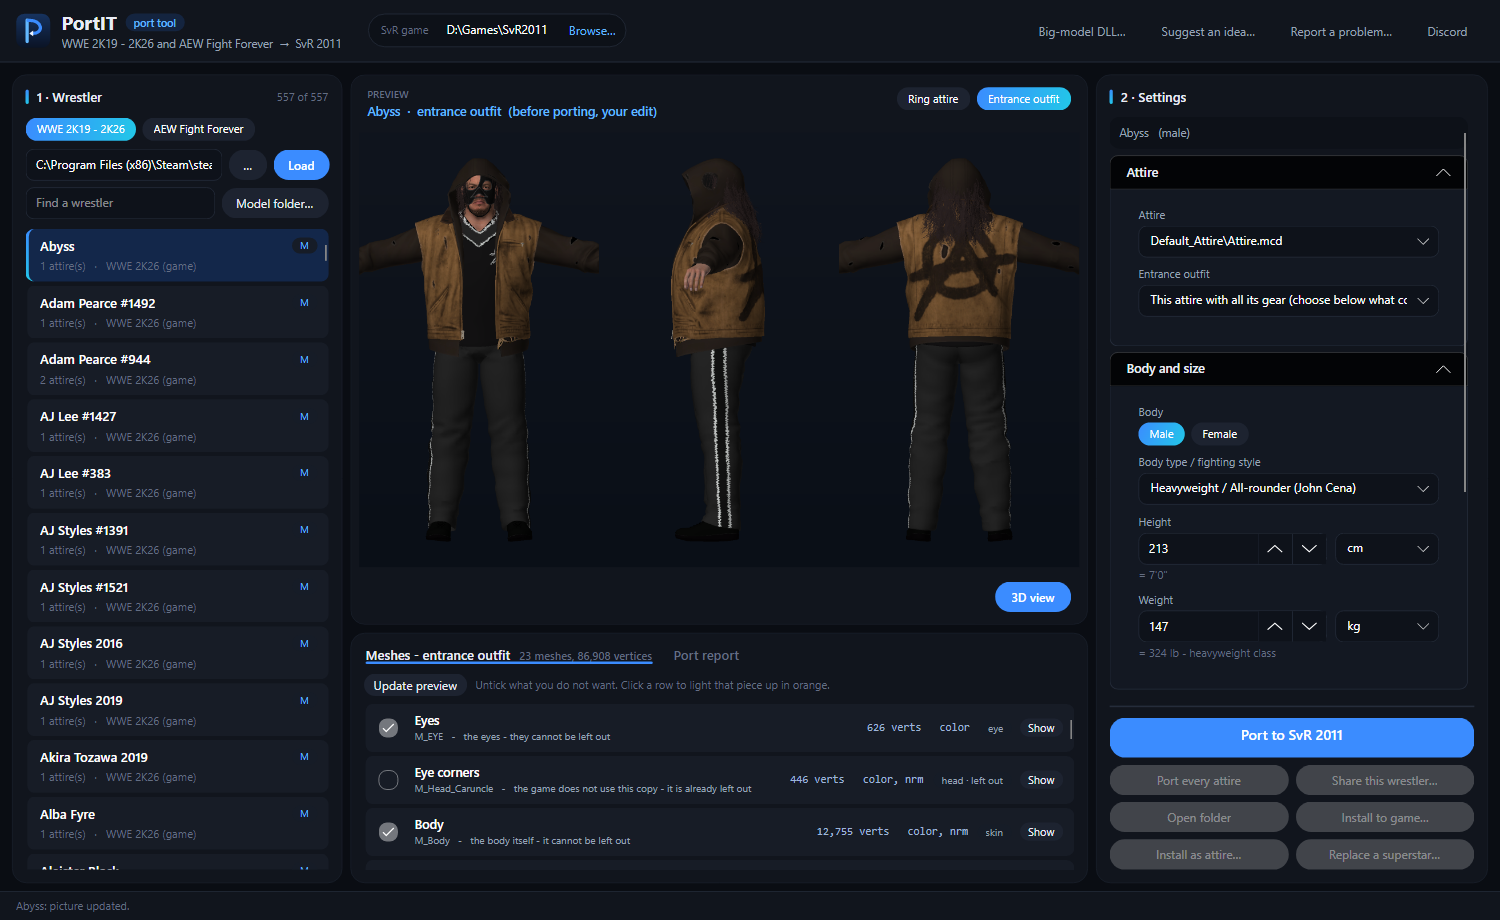 PortIT port tool
WWE 2K19 - 2K26 and AEW Fight Forever → SvR 2011
SvR game D:\Games\SvR2011 Browse...
Big-model DLL... Suggest an idea... Report a problem... Discord
1 · Wrestler 557 of 557
WWE 2K19 - 2K26 AEW Fight Forever
C:\Program Files (x86)\Steam\stea ... Load
Find a wrestler Model folder...
Abyss M
1 attire(s) · WWE 2K26 (game)
Adam Pearce #1492 M
1 attire(s) · WWE 2K26 (game)
Adam Pearce #944 M
2 attire(s) · WWE 2K26 (game)
AJ Lee #1427 M
1 attire(s) · WWE 2K26 (game)
AJ Lee #383 M
1 attire(s) · WWE 2K26 (game)
AJ Styles #1391 M
1 attire(s) · WWE 2K26 (game)
AJ Styles #1521 M
1 attire(s) · WWE 2K26 (game)
AJ Styles 2016 M
1 attire(s) · WWE 2K26 (game)
AJ Styles 2019 M
1 attire(s) · WWE 2K26 (game)
Akira Tozawa 2019 M
1 attire(s) · WWE 2K26 (game)
Alba Fyre M
1 attire(s) · WWE 2K26 (game)
PREVIEW
Abyss · entrance outfit (before porting, your edit)
Ring attire Entrance outfit
3D view
Meshes - entrance outfit 23 meshes, 86,908 vertices Port report
Update preview Untick what you do not want. Click a row to light that piece up in orange.
Eyes
M_EYE - the eyes - they cannot be left out
626 verts color eye Show
Eye corners
M_Head_Caruncle - the game does not use this copy - it is already left out
446 verts color, nrm head · left out Show
Body
M_Body - the body itself - it cannot be left out
12,755 verts color, nrm skin Show
2 · Settings
Abyss (male)
Attire
Attire
Default_Attire\Attire.mcd
Entrance outfit
This attire with all its gear (choose below what cc
Body and size
Body
Male Female
Body type / fighting style
Heavyweight / All-rounder (John Cena)
Height
213 cm
= 7'0"
Weight
147 kg
= 324 lb - heavyweight class
Port to SvR 2011
Port every attire Share this wrestler...
Open folder Install to game...
Install as attire... Replace a superstar...
Abyss: picture updated.